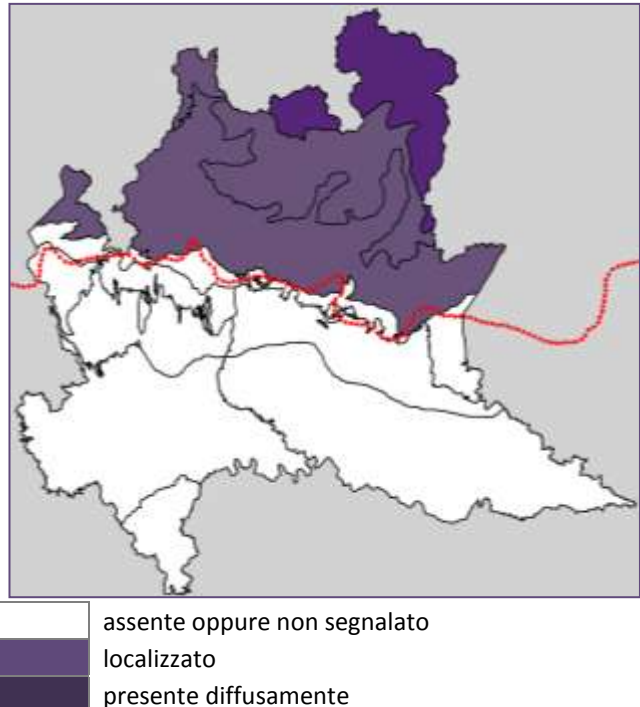 assente oppure non segnalato
localizzato
presente diffusamente